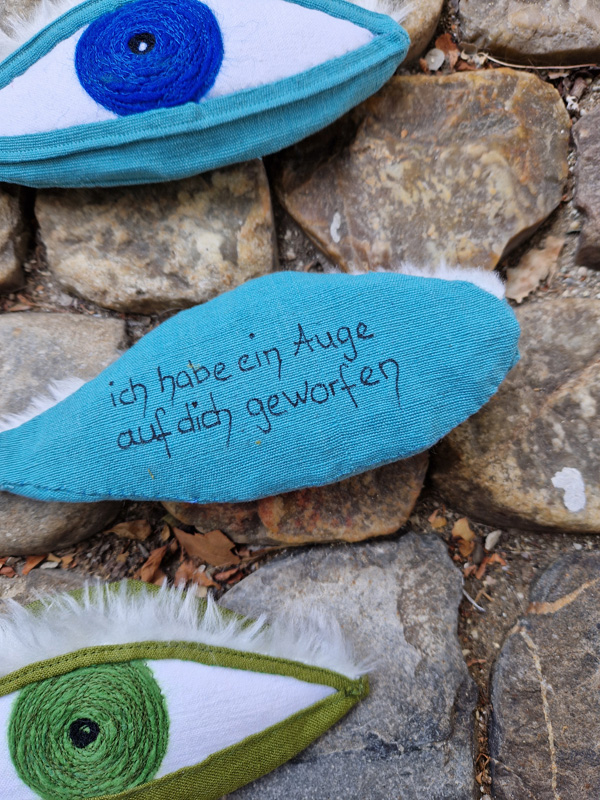 ich habe ein Auge
auf dich geworfen